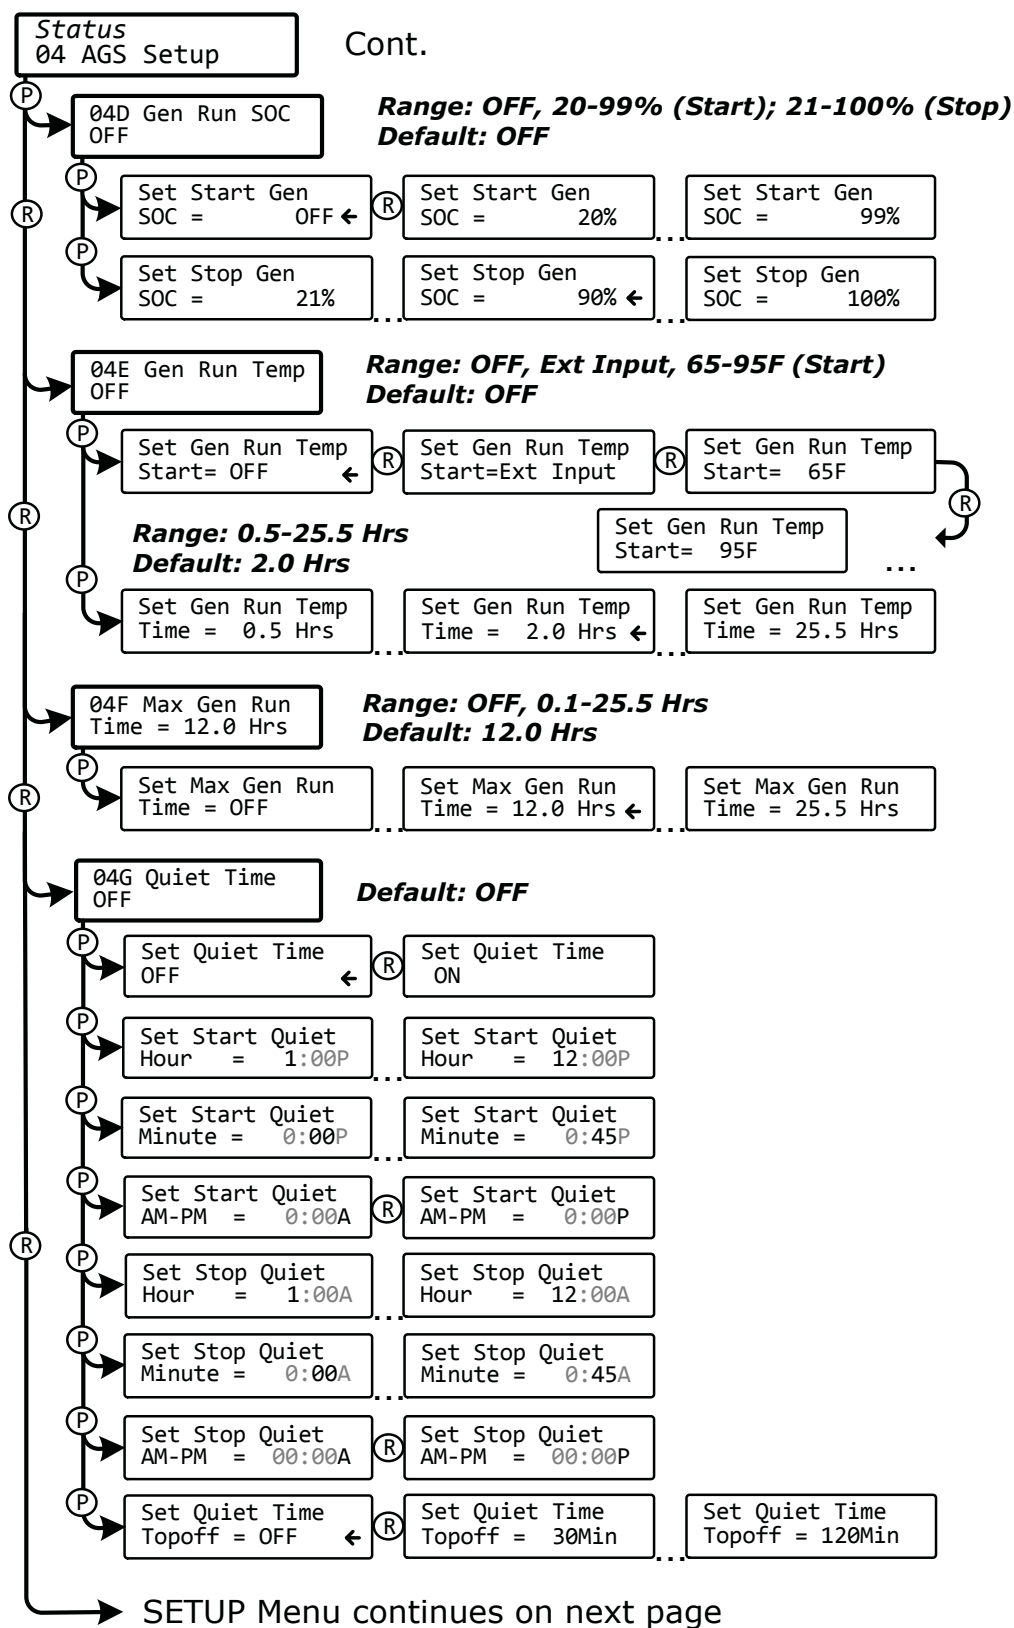 Status
04 AGS Setup
Cont.
P
04D Gen Run SOC
OFF
Range: OFF, 20-99% (Start); 21-100% (Stop)
Default: OFF
P
R
Set Start Gen
SOC = OFF ←
R
Set Start Gen
SOC = 20%
...
Set Start Gen
SOC = 99%
P
Set Stop Gen
SOC = 21%
...
Set Stop Gen
SOC = 90% ←
...
Set Stop Gen
SOC = 100%
04E Gen Run Temp
OFF
Range: OFF, Ext Input, 65-95F (Start)
Default: OFF
P
Set Gen Run Temp
Start= OFF ←
R
Set Gen Run Temp
Start=Ext Input
R
Set Gen Run Temp
Start= 65F
R
R
Range: 0.5-25.5 Hrs
Default: 2.0 Hrs
Set Gen Run Temp
Start= 95F
...
P
Set Gen Run Temp
Time = 0.5 Hrs
...
Set Gen Run Temp
Time = 2.0 Hrs ←
...
Set Gen Run Temp
Time = 25.5 Hrs
04F Max Gen Run
Time = 12.0 Hrs
Range: OFF, 0.1-25.5 Hrs
Default: 12.0 Hrs
P
R
Set Max Gen Run
Time = OFF
...
Set Max Gen Run
Time = 12.0 Hrs ←
...
Set Max Gen Run
Time = 25.5 Hrs
04G Quiet Time
OFF
Default: OFF
P
Set Quiet Time
OFF ←
R
Set Quiet Time
ON
P
Set Start Quiet
Hour = 1:00P
...
Set Start Quiet
Hour = 12:00P
P
Set Start Quiet
Minute = 0:00P
...
Set Start Quiet
Minute = 0:45P
P
Set Start Quiet
AM-PM = 0:00A
R
Set Start Quiet
AM-PM = 0:00P
R
P
Set Stop Quiet
Hour = 1:00A
...
Set Stop Quiet
Hour = 12:00A
P
Set Stop Quiet
Minute = 0:00A
...
Set Stop Quiet
Minute = 0:45A
P
Set Stop Quiet
AM-PM = 00:00A
R
Set Stop Quiet
AM-PM = 00:00P
P
Set Quiet Time
Topoff = OFF ←
R
Set Quiet Time
Topoff = 30Min
...
Set Quiet Time
Topoff = 120Min
SETUP Menu continues on next page